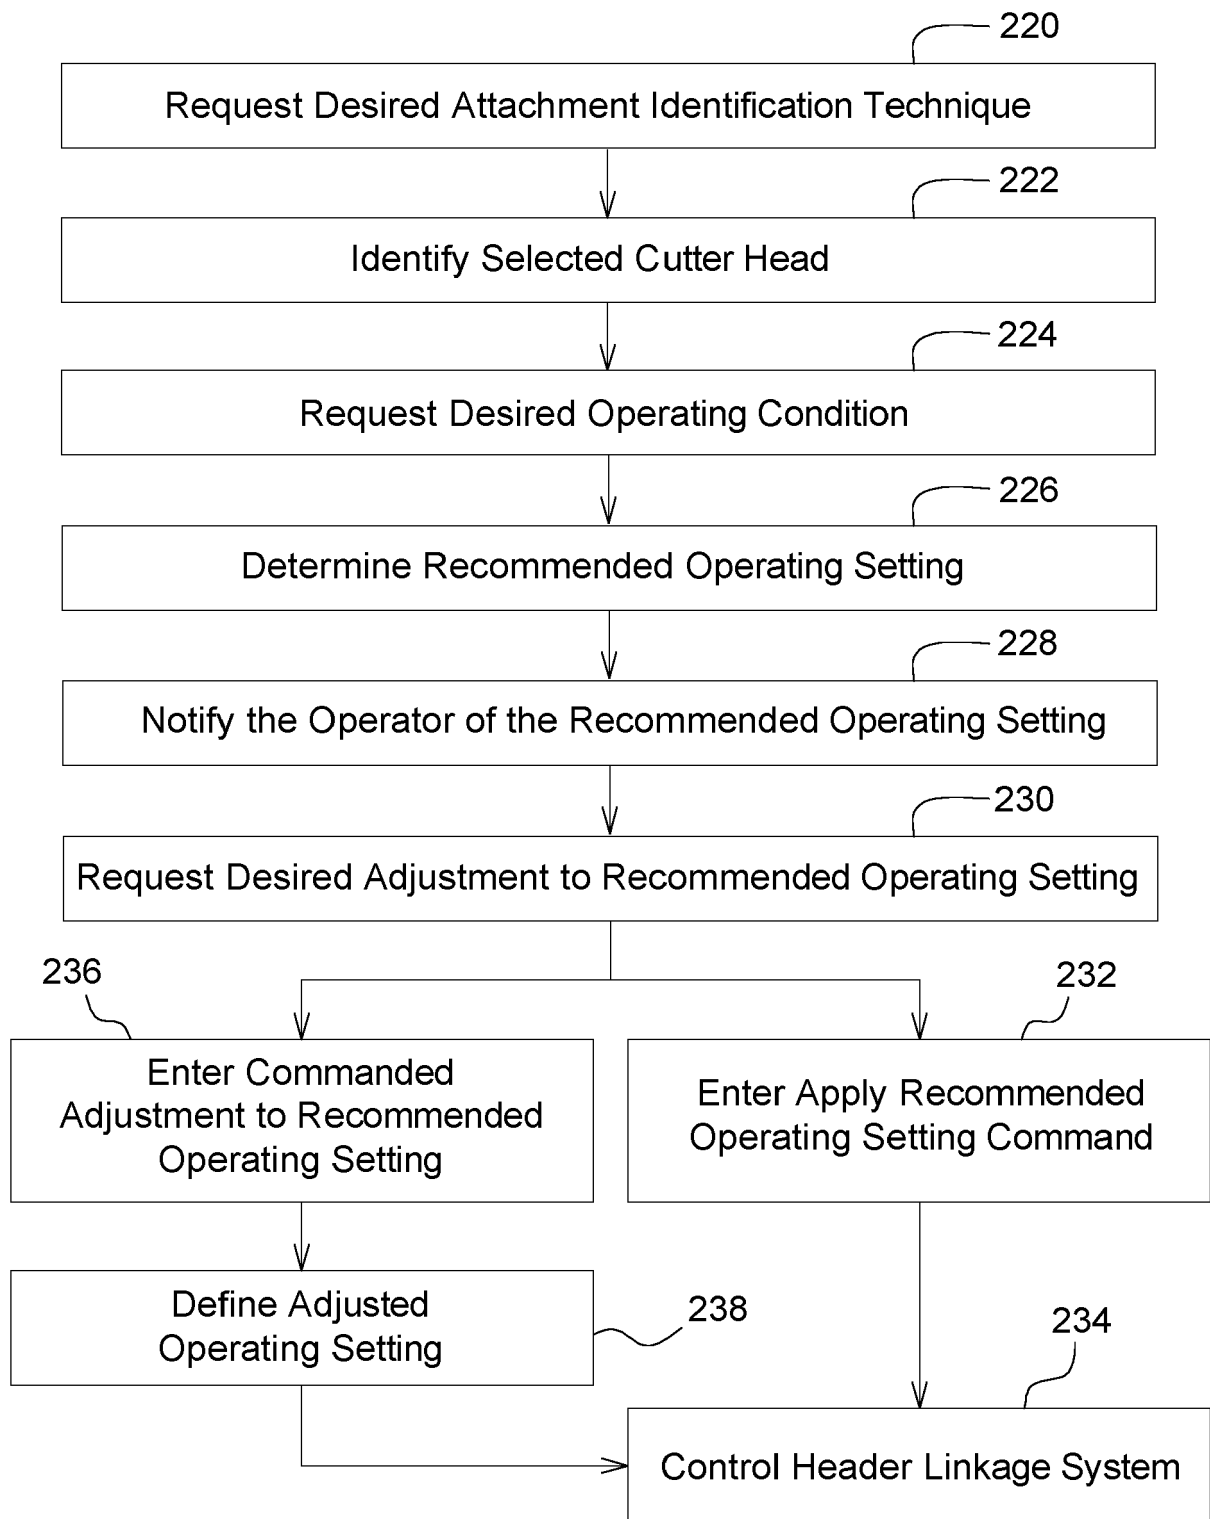 220
Request Desired Attachment Identification Technique
222
Identify Selected Cutter Head
224
Request Desired Operating Condition
226
Determine Recommended Operating Setting
228
Notify the Operator of the Recommended Operating Setting
230
Request Desired Adjustment to Recommended Operating Setting
236
Enter Commanded
Adjustment to Recommended
Operating Setting
232
Enter Apply Recommended
Operating Setting Command
Define Adjusted
Operating Setting
238
234
Control Header Linkage System